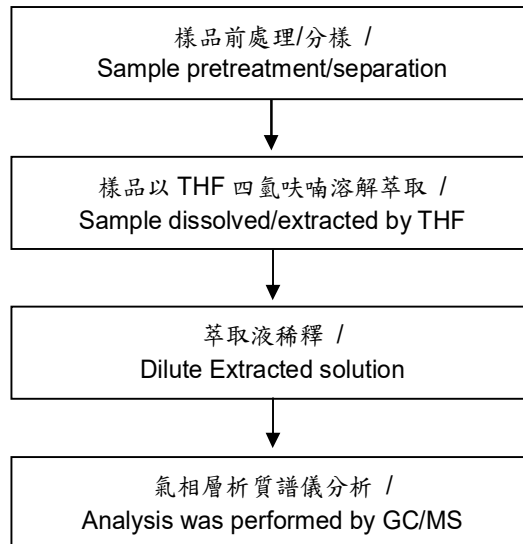 樣品前處理/分樣 /
Sample pretreatment/separation
樣品以 THF 四氫呋喃溶解萃取 /
Sample dissolved/extracted by THF
萃取液稀釋 /
Dilute Extracted solution
氣相層析質譜儀分析 /
Analysis was performed by GC/MS